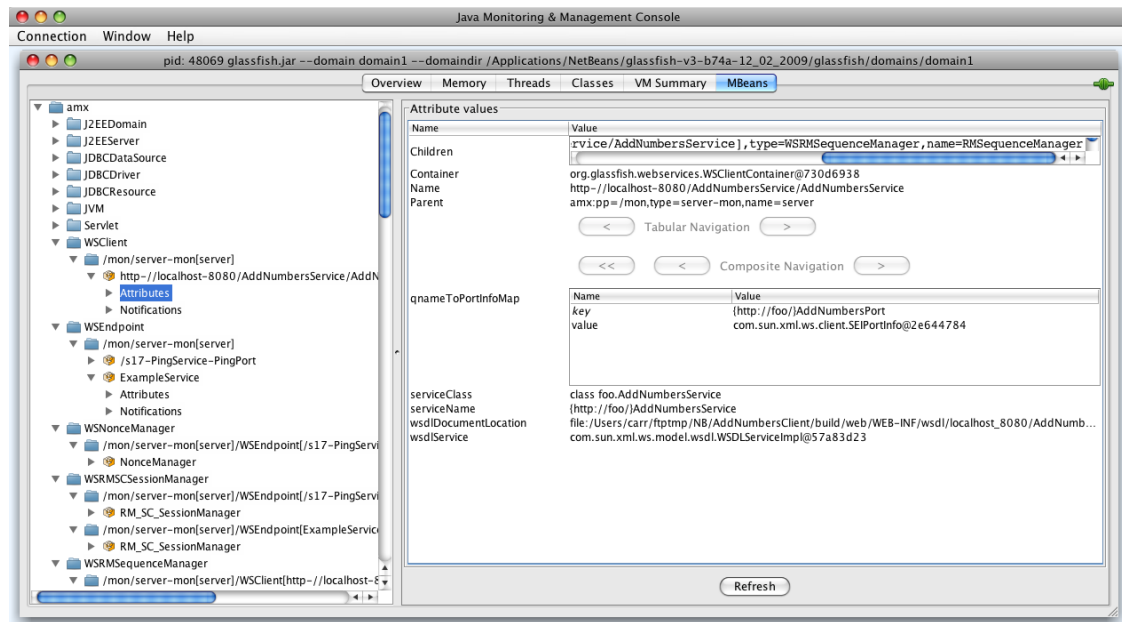 Java Monitoring & Management Console
Connection Window Help
pid: 48069 glassfish.jar --domain domain1 --domaindir /Applications/NetBeans/glassfish-v3-b74a-12_02_2009/glassfish/domains/domain1
Overview Memory Threads Classes VM Summary MBeans
amx
J2EEDomain
J2EEServer
JDBCDataSource
JDBCDriver
JDBCResource
JVM
Servlet
WSClient
/mon/server-mon[server]
http-//localhost-8080/AddNumbersService/AddN
Attributes
Notifications
WSEndpoint
/mon/server-mon[server]
/s17-PingService-PingPort
ExampleService
Attributes
Notifications
WSNonceManager
/mon/server-mon[server]/WSEndpoint[/s17-PingServi
NonceManager
WSRMSCSessionManager
/mon/server-mon[server]/WSEndpoint[/s17-PingServi
RM_SC_SessionManager
/mon/server-mon[server]/WSEndpoint[ExampleService
RM_SC_SessionManager
WSRMSequenceManager
/mon/server-mon[server]/WSClient[http-//localhost-8
Attribute values
Name Value
Children rvice/AddNumbersService],type=WSRMSequenceManager,name=RMSequenceManager
Container org.glassfish.webservices.WSClientContainer@730d6938
Name http-//localhost-8080/AddNumbersService/AddNumbersService
Parent amx:pp=/mon,type=server-mon,name=server
< Tabular Navigation >
<< < Composite Navigation >
qnameToPortInfoMap Name Value
key {http://foo/}AddNumbersPort
value com.sun.xml.ws.client.SEIPortInfo@2e644784
serviceClass class foo.AddNumbersService
serviceName {http://foo/}AddNumbersService
wsdlDocumentLocation file:/Users/carr/ftptmp/NB/AddNumbersClient/build/web/WEB-INF/wsdl/localhost_8080/AddNumb...
wsdlService com.sun.xml.ws.model.wsdl.WSDLServiceImpl@57a83d23
Refresh